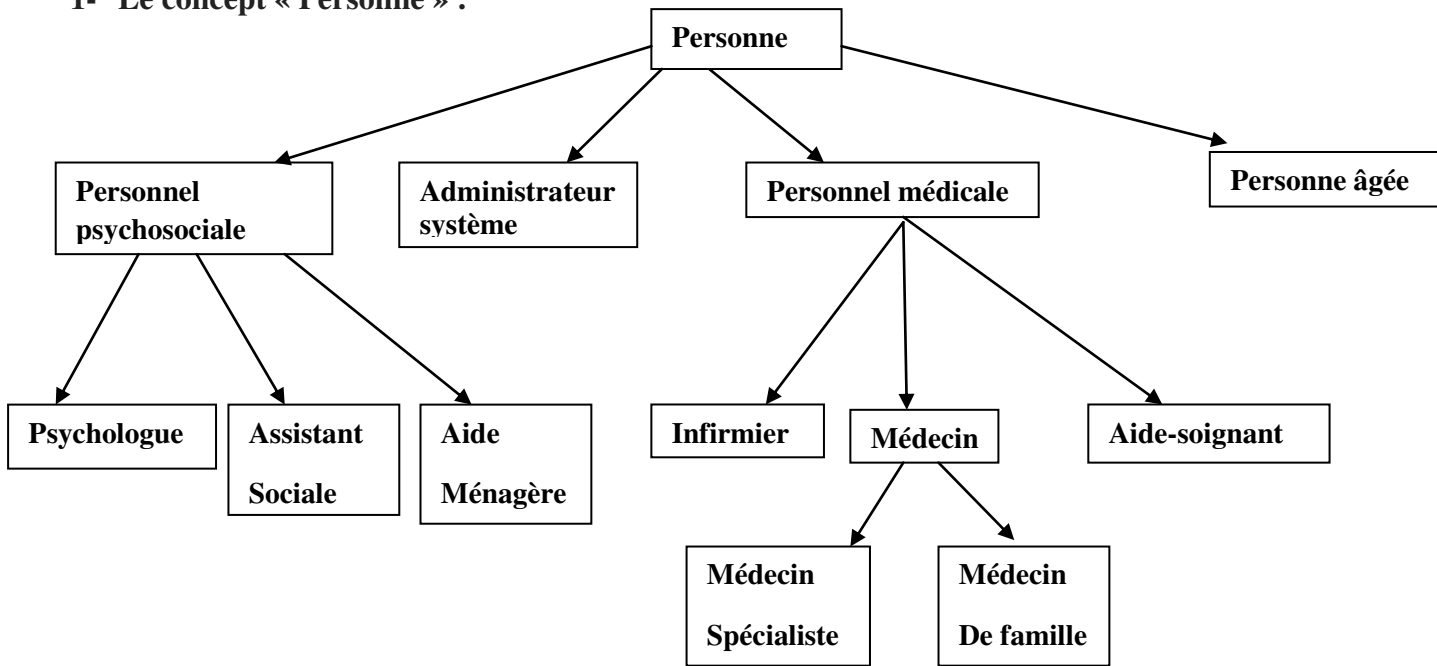 1- Le concept « Personne » :
Personne
Personnel
psychosociale
Administrateur
système
Personnel médicale
Personne âgée
Psychologue
Assistant
Sociale
Aide
Ménagère
Infirmier
Médecin
Aide-soignant
Médecin
Spécialiste
Médecin
De famille